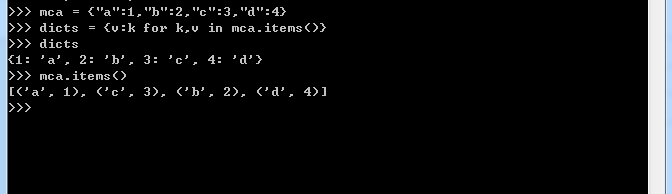 >>> mca = {"a":1,"b":2,"c":3,"d":4}
>>> dicts = {v:k for k,v in mca.items()}
>>> dicts
{1: 'a', 2: 'b', 3: 'c', 4: 'd'}
>>> mca.items()
[('a', 1), ('c', 3), ('b', 2), ('d', 4)]
>>>